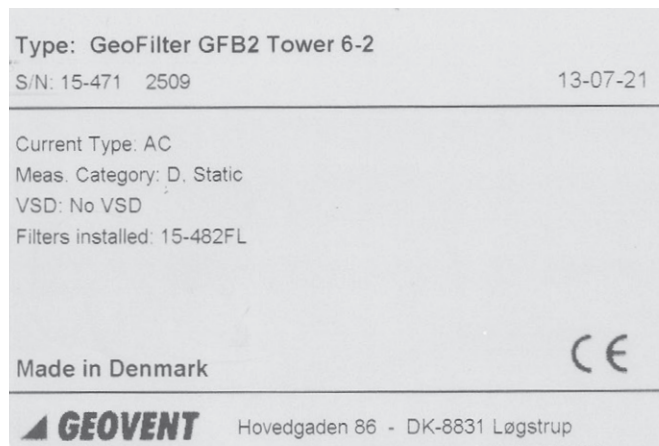 Type: GeoFilter GFB2 Tower 6-2
S/N: 15-471 2509 13-07-21
Current Type: AC
Meas. Category: D, Static
VSD: No VSD
Filters installed: 15-482FL
CE
Made in Denmark
GEOVENT Hovedgaden 86 - DK-8831 Løgstrup